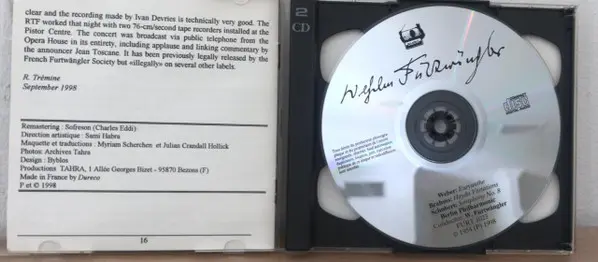 clear and the recording made by Ivan Devries is technically very good. The
RTF worked that night with two 76-cm/second tape recorders installed at the
Pistor Centre. The concert was broadcast via public telephone from the
Opera House in its entirety, including applause and linking commentary by
the announcer Jean Toscane. It has been previously legally released by the
French Furtwängler Society but «illegally» on several other labels.
R. Trémine
September 1998
Remastering : Sofreson (Charles Eddi)
Direction artistique : Sami Habra
Maquette et traductions : Myriam Scherchen et Julian Crandall Hollick
Photos: Archives Tahra
Design : Byblos
Productions TAHRA, 1 Allée Georges Bizet - 95870 Bezons (F)
Made in France by Dureco
P et © 1998
16
2
CD
Wilhelm Furtwängler
disc
Weber: Euryanthe
Brahms: Haydn Variations
Schubert: Symphony No. 8
Berlin Philharmonic
Conductor: W. Furtwängler
© 1954 (P) 1998